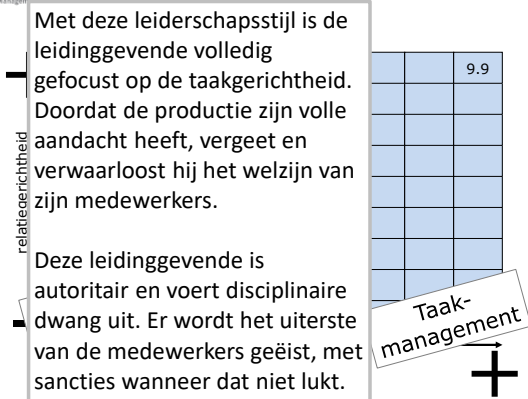 Met deze leiderschapsstijl is de
leidinggevende volledig
gefocust op de taakgerichtheid.
Doordat de productie zijn volle
aandacht heeft, vergeet en
verwaarloost hij het welzijn van
zijn medewerkers.
Deze leidinggevende is
autoritair en voert disciplinaire
dwang uit. Er wordt het uiterste
van de medewerkers geëist, met
sancties wanneer dat niet lukt.
relatiegerichtheid
9.9
Taak-
management
+